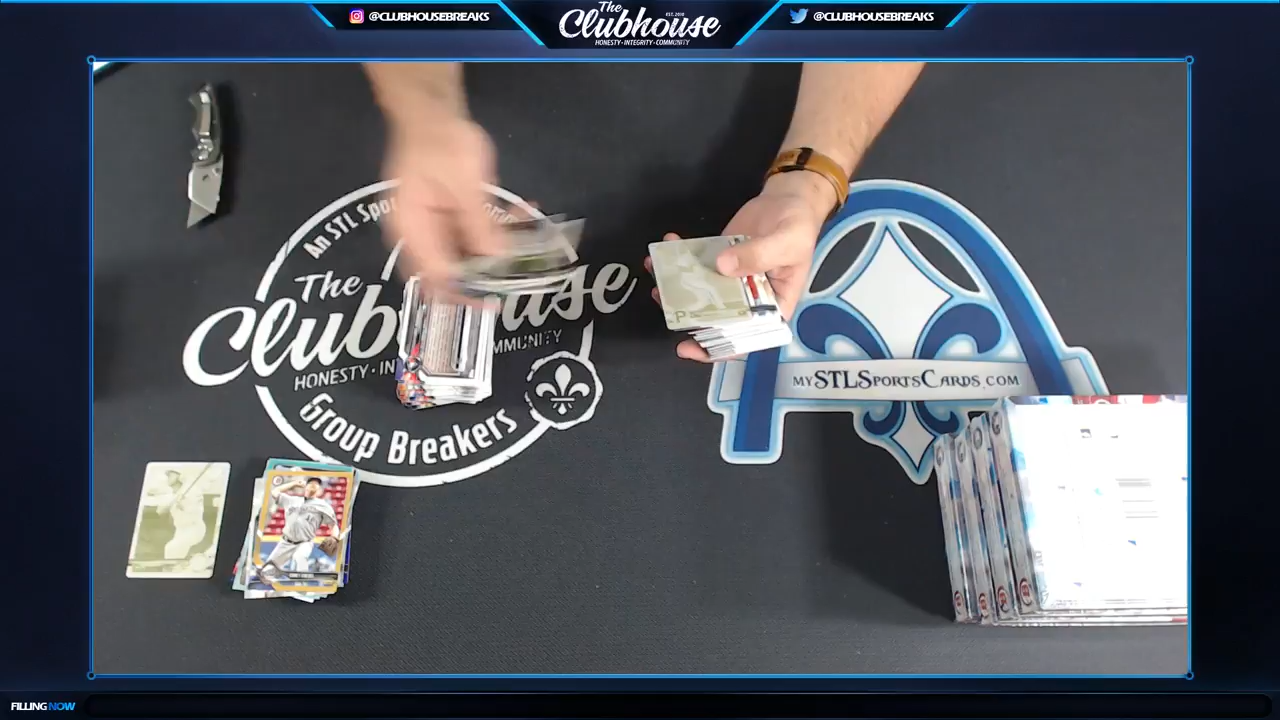 @CLUBHOUSEBREAKS
The
EST. 2018
Clubhouse
HONESTY•INTEGRITY•COMMUNITY
@CLUBHOUSEBREAKS
An STL Spo
The
Clubhouse
HONESTY • IN
MMUNITY
Group Breakers
MYSTLSPORTSCARDS.COM
P
FILLING NOW